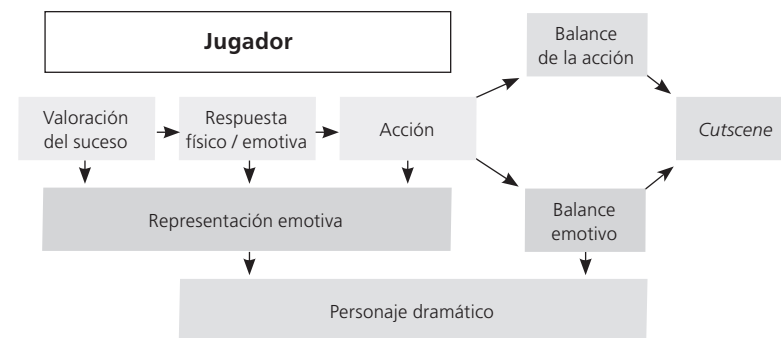 Jugador
Balance
de la acción
Valoración
del suceso
Respuesta
físico / emotiva
Acción
Cutscene
Representación emotiva
Balance
emotivo
Personaje dramático